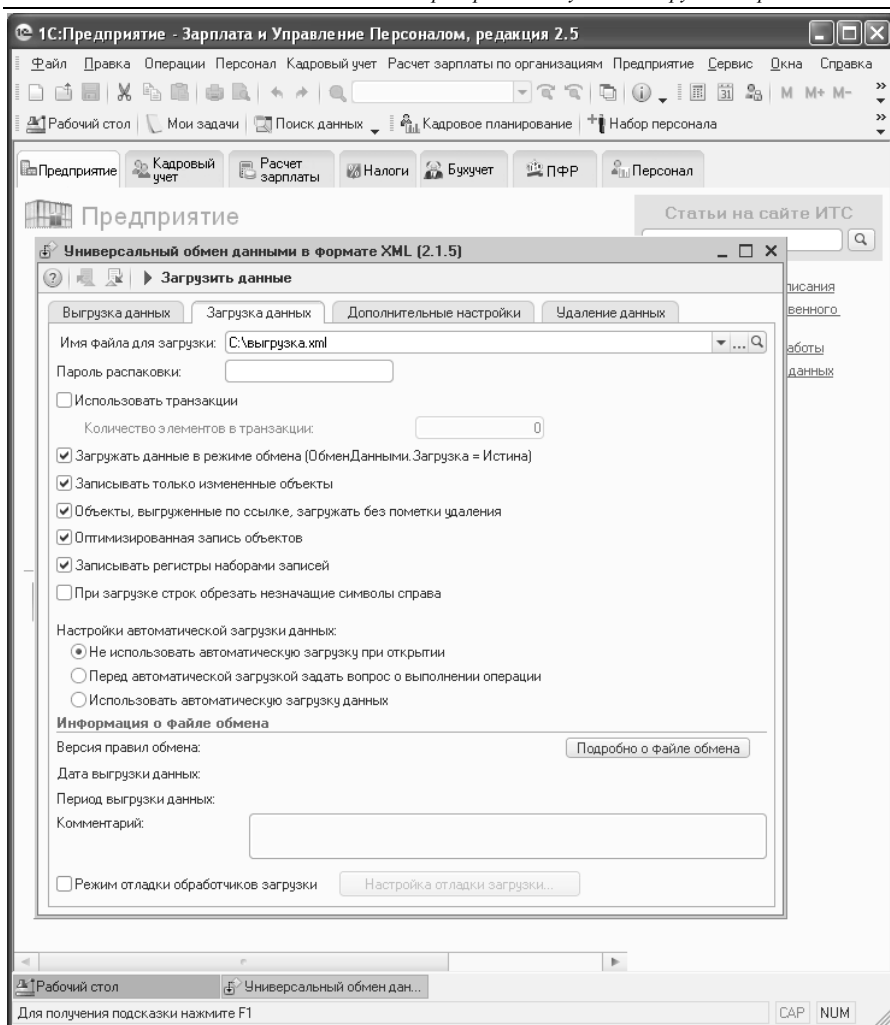 1С:Предприятие - Зарплата и Управление Персоналом, редакция 2.5
Файл Правка Операции Персонал Кадровый учет Расчет зарплаты по организациям Предприятие Сервис Окна Справка
M M+ M-
Рабочий стол Мои задачи Поиск данных Кадровое планирование Набор персонала
Предприятие Кадровый учет Расчет зарплаты Налоги Бухучет ПФР Персонал
Предприятие Статьи на сайте ИТС
Универсальный обмен данными в формате XML (2.1.5)
Загрузить данные
писания
Выгрузка данных Загрузка данных Дополнительные настройки Удаление данных
венного
Имя файла для загрузки: C:\выгрузка.xml
аботы
Пароль распаковки:
данных
Использовать транзакции
Количество элементов в транзакции: 0
Загружать данные в режиме обмена (ОбменДанными.Загрузка = Истина)
Записывать только измененные объекты
Объекты, выгруженные по ссылке, загружать без пометки удаления
Оптимизированная запись объектов
Записывать регистры наборами записей
При загрузке строк обрезать незначащие символы справа
Настройки автоматической загрузки данных:
Не использовать автоматическую загрузку при открытии
Перед автоматической загрузкой задать вопрос о выполнении операции
Использовать автоматическую загрузку данных
Информация о файле обмена
Версия правил обмена: Подробно о файле обмена
Дата выгрузки данных:
Период выгрузки данных:
Комментарий:
Режим отладки обработчиков загрузки Настройка отладки загрузки...
Рабочий стол Универсальный обмен дан...
Для получения подсказки нажмите F1 CAP NUM